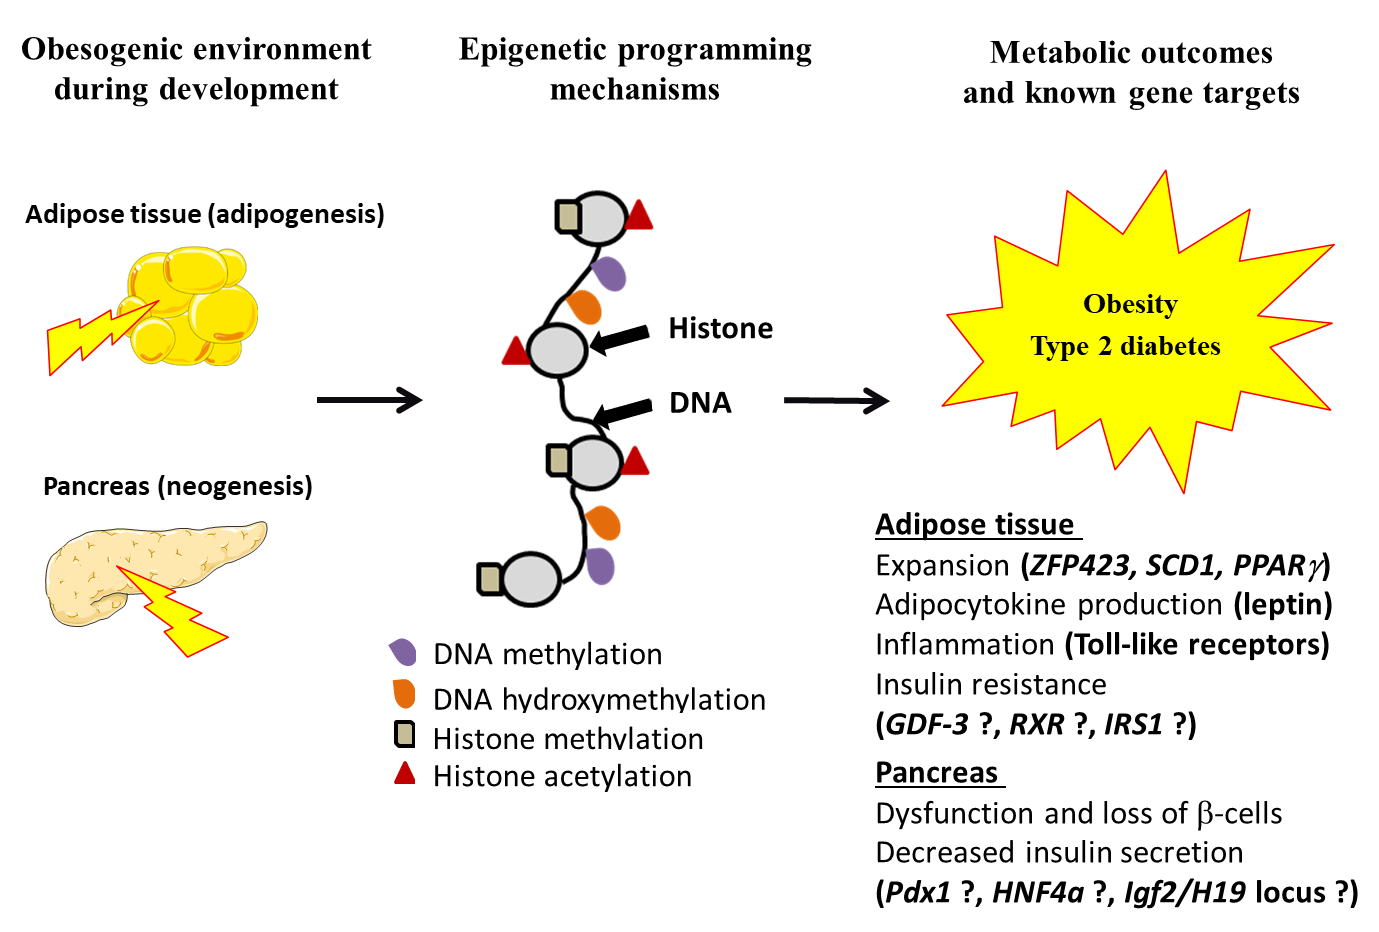 Obesogenic environment
during development
Epigenetic programming
mechanisms
Metabolic outcomes
and known gene targets
Adipose tissue (adipogenesis)
Pancreas (neogenesis)
Histone
DNA
DNA methylation
DNA hydroxymethylation
Histone methylation
Histone acetylation
Obesity
Type 2 diabetes
Adipose tissue
Expansion (ZFP423, SCD1, PPARγ)
Adipocytokine production (leptin)
Inflammation (Toll-like receptors)
Insulin resistance
(GDF-3 ?, RXR ?, IRS1 ?)
Pancreas
Dysfunction and loss of β-cells
Decreased insulin secretion
(Pdx1 ?, HNF4a ?, Igf2/H19 locus ?)